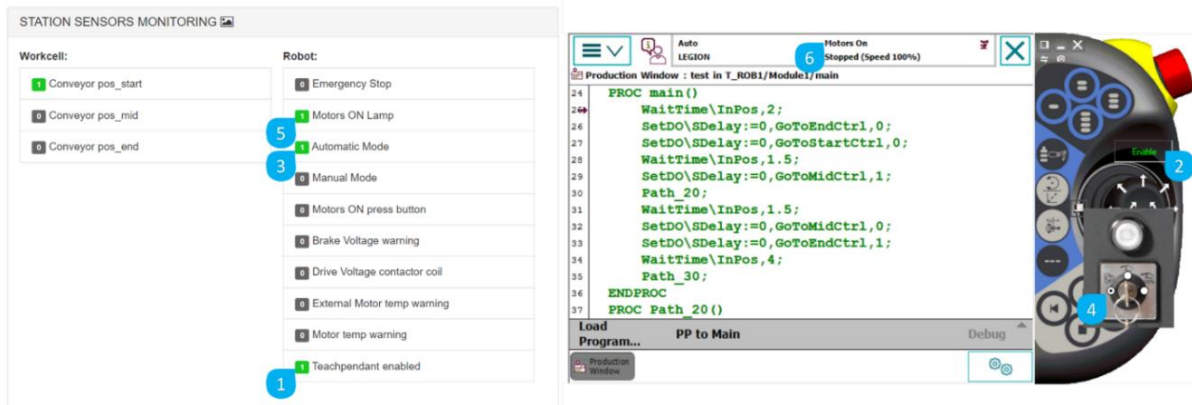 STATION SENSORS MONITORING
Workcell:
1 Conveyor pos_start
0 Conveyor pos_mid
0 Conveyor pos_end
Robot:
0 Emergency Stop
1 Motors ON Lamp
5
1 Automatic Mode
3
0 Manual Mode
0 Motors ON press button
0 Brake Voltage warning
0 Drive Voltage contactor coil
0 External Motor temp warning
0 Motor temp warning
1 Teachpendant enabled
1
Auto
LEGION
Motors On
Stopped (Speed 100%)
6
Production Window : test in T_ROB1/Module1/main
24 PROC main()
25 WaitTime\InPos,2;
26 SetDO\SDelay:=0,GoToEndCtrl,0;
27 SetDO\SDelay:=0,GoToStartCtrl,0;
28 WaitTime\InPos,1.5;
29 SetDO\SDelay:=0,GoToMidCtrl,1;
30 Path_20;
31 WaitTime\InPos,1.5;
32 SetDO\SDelay:=0,GoToMidCtrl,0;
33 SetDO\SDelay:=0,GoToEndCtrl,1;
34 WaitTime\InPos,4;
35 Path_30;
36 ENDPROC
37 PROC Path_20()
Load Program...
PP to Main
Debug
Production Window
Enable
2
4